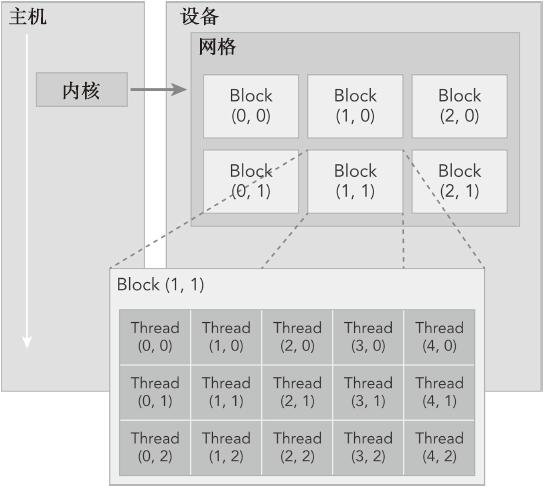 主机
设备
网格
内核
Block
(0, 0)
Block
(1, 0)
Block
(2, 0)
Block
(0, 1)
Block
(1, 1)
Block
(2, 1)
Block (1, 1)
Thread
(0, 0)
Thread
(1, 0)
Thread
(2, 0)
Thread
(3, 0)
Thread
(4, 0)
Thread
(0, 1)
Thread
(1, 1)
Thread
(2, 1)
Thread
(3, 1)
Thread
(4, 1)
Thread
(0, 2)
Thread
(1, 2)
Thread
(2, 2)
Thread
(3, 2)
Thread
(4, 2)